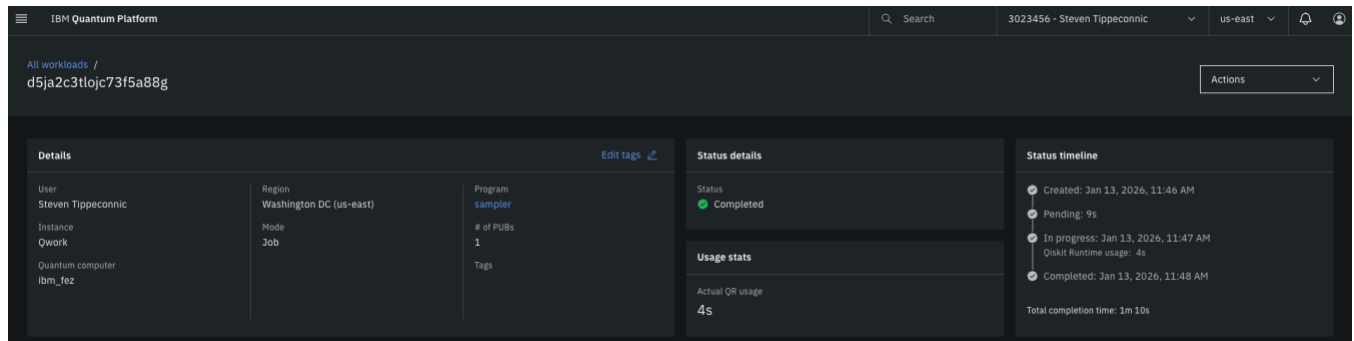 IBM Quantum Platform
Search
3023456 - Steven Tippeconnic
us-east
All workloads /
d5ja2c3tlojc73f5a88g
Actions
Details
Edit tags
User
Steven Tippeconnic
Instance
Qwork
Quantum computer
ibm_fez
Region
Washington DC (us-east)
Mode
Job
Program
sampler
# of PUBs
1
Tags
Status details
Status
Completed
Usage stats
Actual QR usage
4s
Status timeline
Created: Jan 13, 2026, 11:46 AM
Pending: 9s
In progress: Jan 13, 2026, 11:47 AM
Qiskit Runtime usage: 4s
Completed: Jan 13, 2026, 11:48 AM
Total completion time: 1m 10s